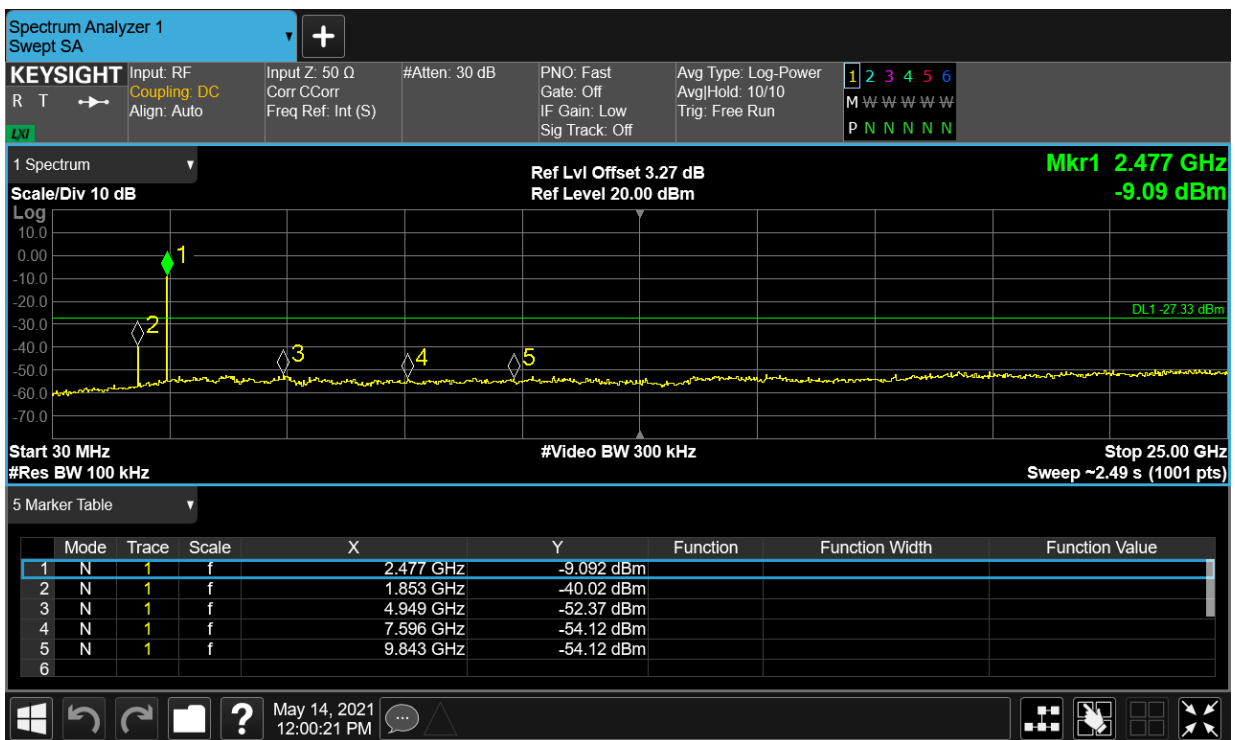 Spectrum Analyzer 1
Swept SA
+
KEYSIGHT
R T
LXI
Input: RF
Coupling: DC
Align: Auto
Input Z: 50 Ω
Corr CCorr
Freq Ref: Int (S)
#Atten: 30 dB
PNO: Fast
Gate: Off
IF Gain: Low
Sig Track: Off
Avg Type: Log-Power
Avg|Hold: 10/10
Trig: Free Run
1 2 3 4 5 6
M W W W W W
P N N N N N
1 Spectrum
Scale/Div 10 dB
Ref Lvl Offset 3.27 dB
Ref Level 20.00 dBm
Mkr1 2.477 GHz
-9.09 dBm
Log
10.0
0.00
-10.0
-20.0
-30.0
-40.0
-50.0
-60.0
-70.0
1
2
3
4
5
DL1 -27.33 dBm
Start 30 MHz
#Res BW 100 kHz
#Video BW 300 kHz
Stop 25.00 GHz
Sweep ~2.49 s (1001 pts)
5 Marker Table
Mode Trace Scale X Y Function Function Width Function Value
1 N 1 f 2.477 GHz -9.092 dBm
2 N 1 f 1.853 GHz -40.02 dBm
3 N 1 f 4.949 GHz -52.37 dBm
4 N 1 f 7.596 GHz -54.12 dBm
5 N 1 f 9.843 GHz -54.12 dBm
6
?
May 14, 2021
12:00:21 PM